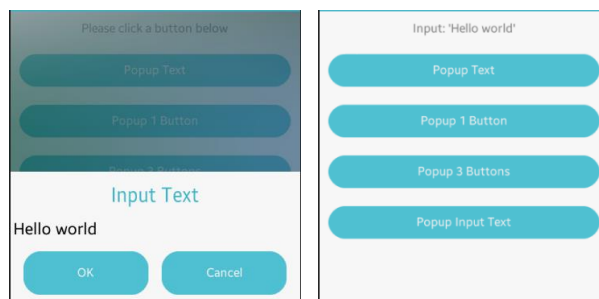 Please click a button below
Popup Text
Popup 1 Button
Popup 3 Buttons
Input Text
Hello world
OK
Cancel
Input: 'Hello world'
Popup Text
Popup 1 Button
Popup 3 Buttons
Popup Input Text